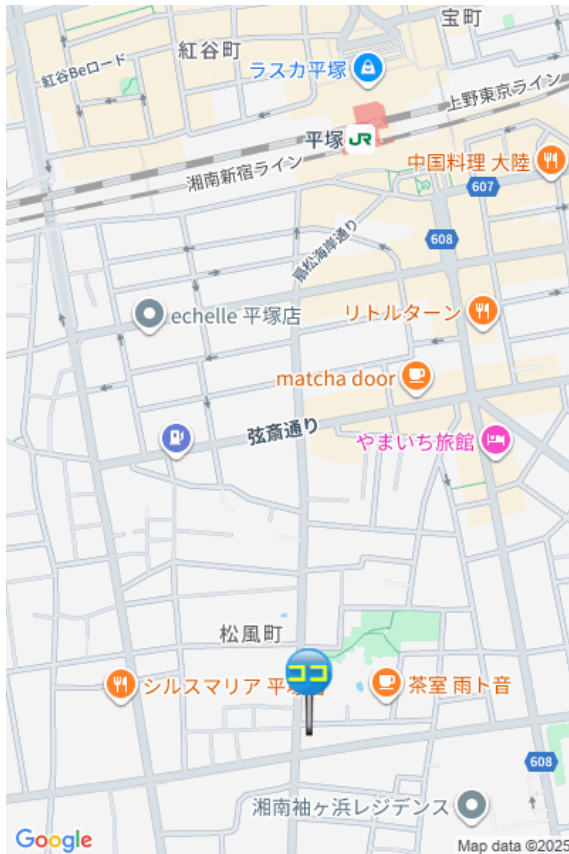 宝町
紅谷町
ラスカ平塚
紅谷Beロード
上野東京ライン
平塚
JR
湘南新宿ライン
中国料理 大陸
607
608
扇松海岸通り
echelle 平塚店
リトルターン
matcha door
弦斎通り
やまいち旅館
松風町
ココ
シルスマリア 平塚
茶室 雨ト音
608
湘南袖ヶ浜レジデンス
Google
Map data ©2025